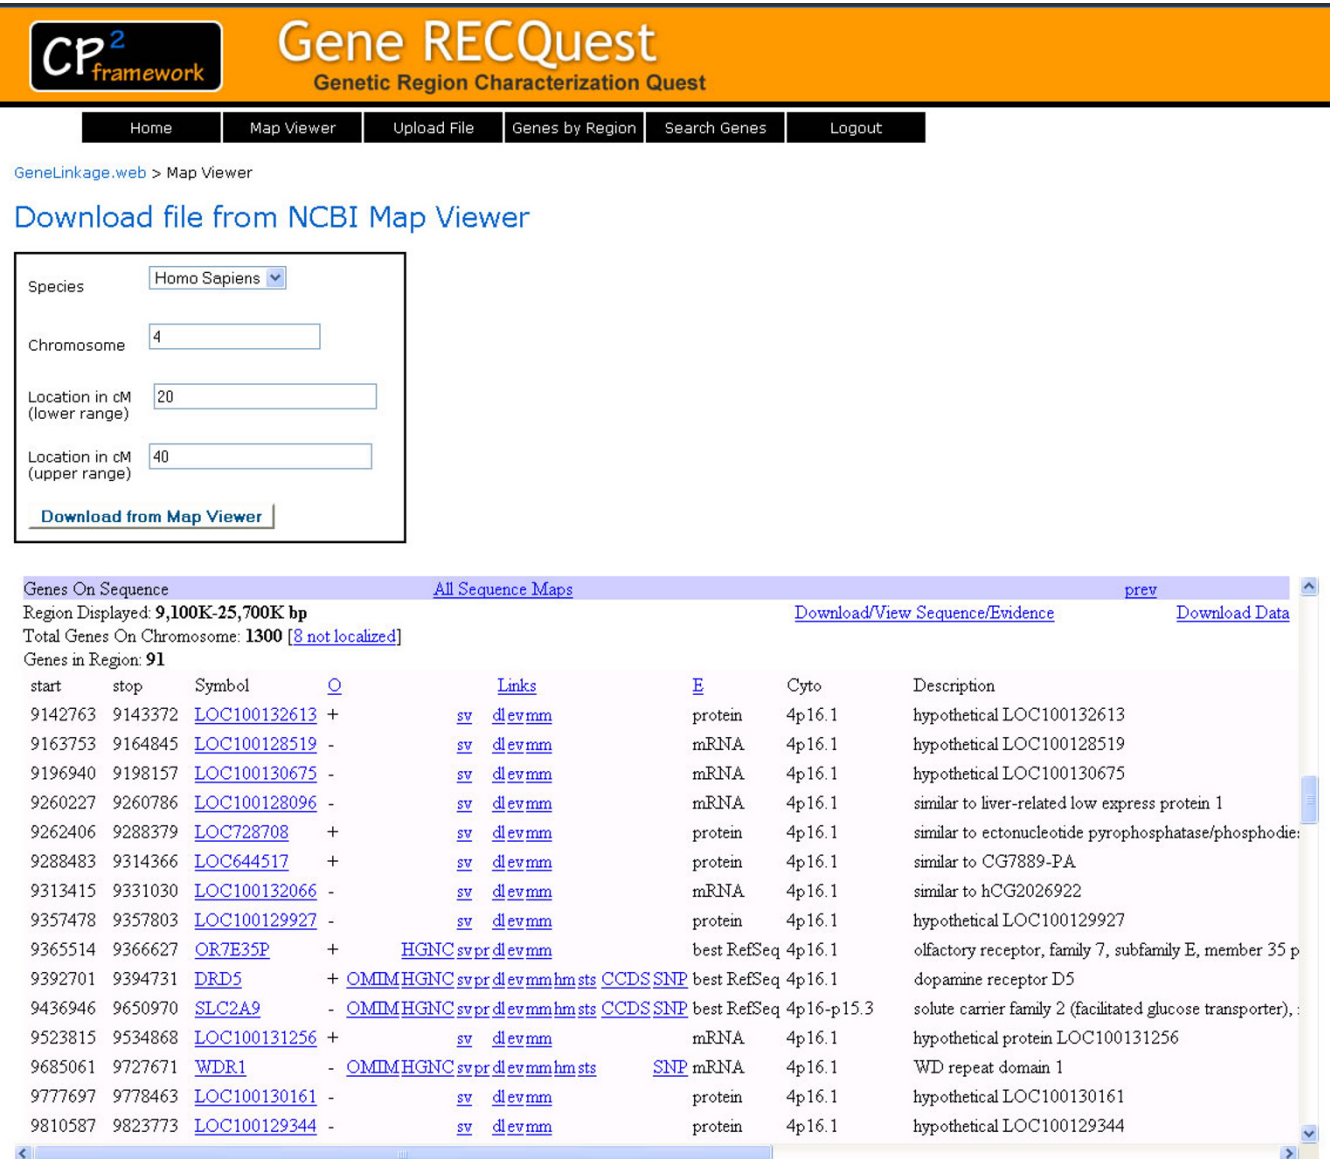 CP2 framework
Gene RECQuest
Genetic Region Characterization Quest
Home Map Viewer Upload File Genes by Region Search Genes Logout
GeneLinkage.web > Map Viewer
Download file from NCBI Map Viewer
Species Homo Sapiens
Chromosome 4
Location in cM (lower range) 20
Location in cM (upper range) 40
Download from Map Viewer
Genes On Sequence All Sequence Maps prev
Region Displayed: 9,100K-25,700K bp Download/View Sequence/Evidence Download Data
Total Genes On Chromosome: 1300 [8 not localized]
Genes in Region: 91
start stop Symbol O Links E Cyto Description
9142763 9143372 LOC100132613 + sv dl ev mm protein 4p16.1 hypothetical LOC100132613
9163753 9164845 LOC100128519 - sv dl ev mm mRNA 4p16.1 hypothetical LOC100128519
9196940 9198157 LOC100130675 - sv dl ev mm mRNA 4p16.1 hypothetical LOC100130675
9260227 9260786 LOC100128096 - sv dl ev mm mRNA 4p16.1 similar to liver-related low express protein 1
9262406 9288379 LOC728708 + sv dl ev mm protein 4p16.1 similar to ectonucleotide pyrophosphatase/phosphodie
9288483 9314366 LOC644517 + sv dl ev mm protein 4p16.1 similar to CG7889-PA
9313415 9331030 LOC100132066 - sv dl ev mm mRNA 4p16.1 similar to hCG2026922
9357478 9357803 LOC100129927 - sv dl ev mm protein 4p16.1 hypothetical LOC100129927
9365514 9366627 OR7E35P + HGNC sv pr dl ev mm best RefSeq 4p16.1 olfactory receptor, family 7, subfamily E, member 35 p
9392701 9394731 DRD5 + OMIM HGNC sv pr dl ev mm hm sts CCDS SNP best RefSeq 4p16.1 dopamine receptor D5
9436946 9650970 SLC2A9 - OMIM HGNC sv pr dl ev mm hm sts CCDS SNP best RefSeq 4p16-p15.3 solute carrier family 2 (facilitated glucose transporter),
9523815 9534868 LOC100131256 + sv dl ev mm mRNA 4p16.1 hypothetical protein LOC100131256
9685061 9727671 WDR1 - OMIM HGNC sv pr dl ev mm hm sts SNP mRNA 4p16.1 WD repeat domain 1
9777697 9778463 LOC100130161 - sv dl ev mm protein 4p16.1 hypothetical LOC100130161
9810587 9823773 LOC100129344 - sv dl ev mm protein 4p16.1 hypothetical LOC100129344